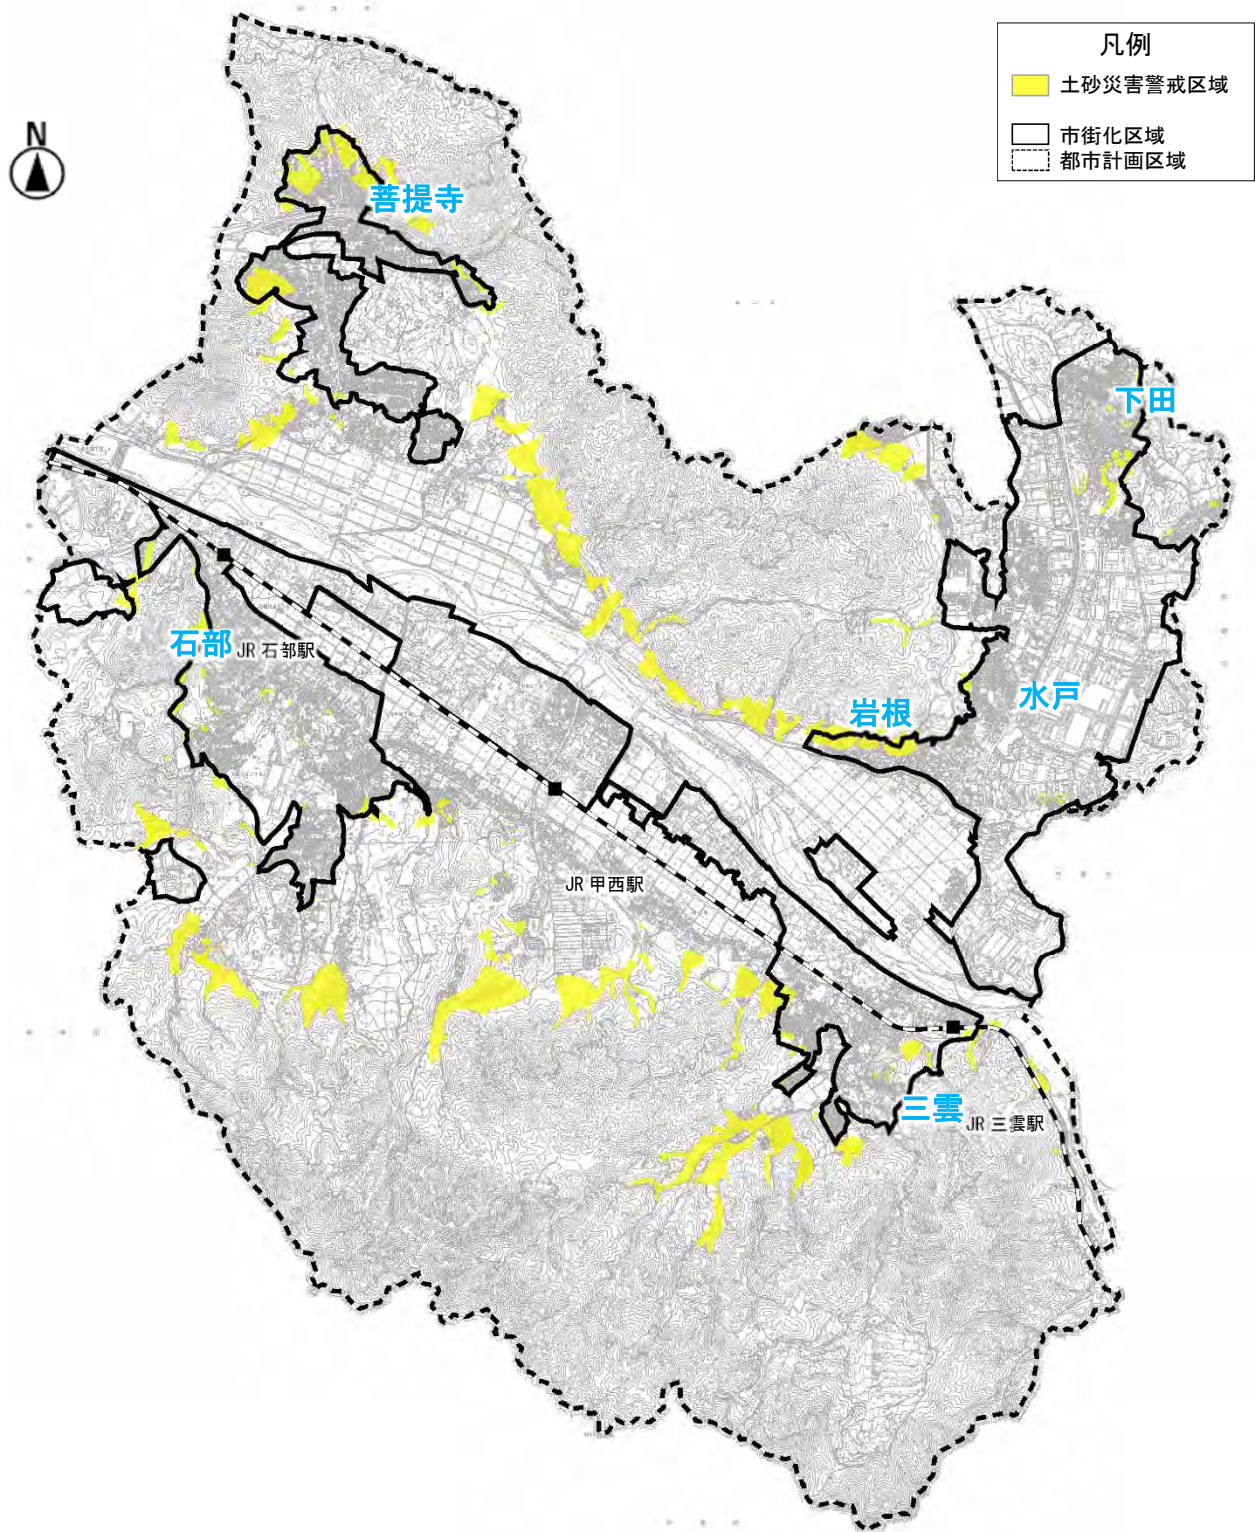 凡例
土砂災害警戒区域
市街化区域
都市計画区域
N
菩提寺
下田
石部
JR 石部駅
岩根
水戸
JR 甲西駅
三雲
JR 三雲駅